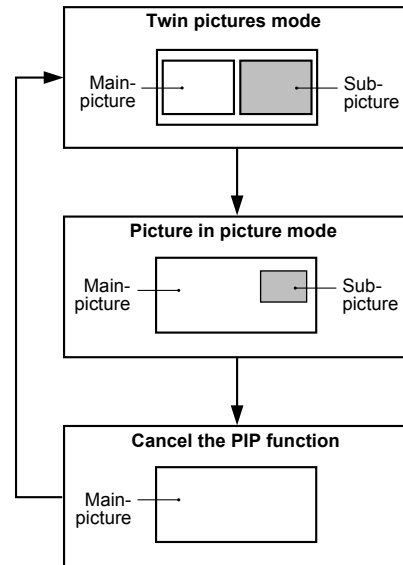 Twin pictures mode
Main-
picture
Sub-
picture
Picture in picture mode
Main-
picture
Sub-
picture
Cancel the PIP function
Main-
picture